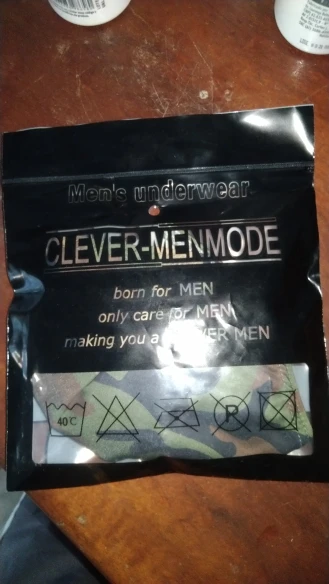 Men's underwear
CLEVER-MENMODE
born for MEN
only care for MEN
making you a MEN
40℃
P